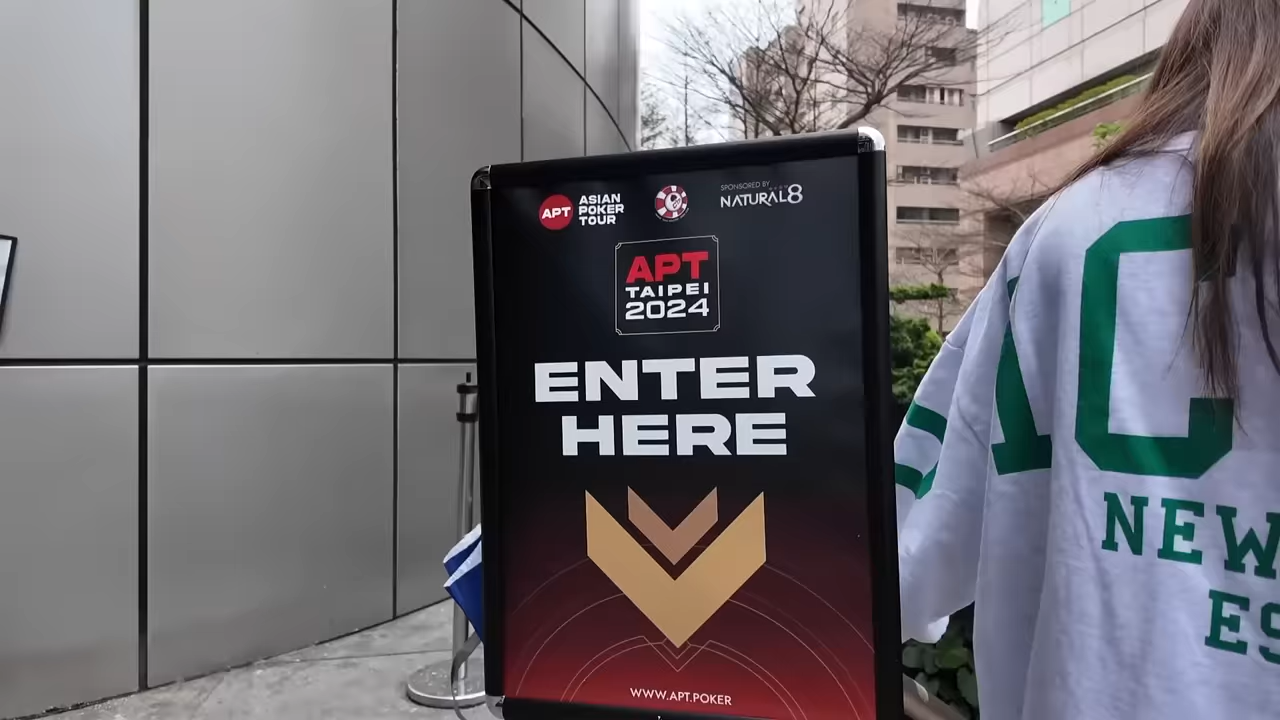 APT
ASIAN
POKER
TOUR
SPONSORED BY
NATURAL8
APT
TAIPEI
2024
ENTER
HERE
WWW.APT.POKER
NEW
ES